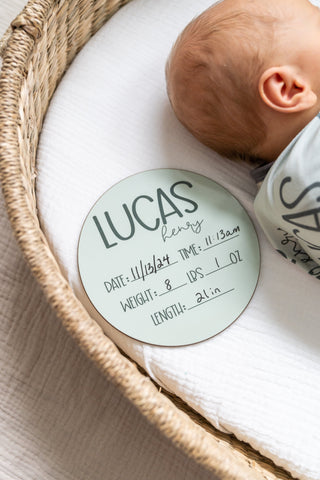 LUCAS
henry
DATE: 11/13/24 TIME: 11:13am
WEIGHT: 8 LBS 1 OZ
LENGTH: 21in